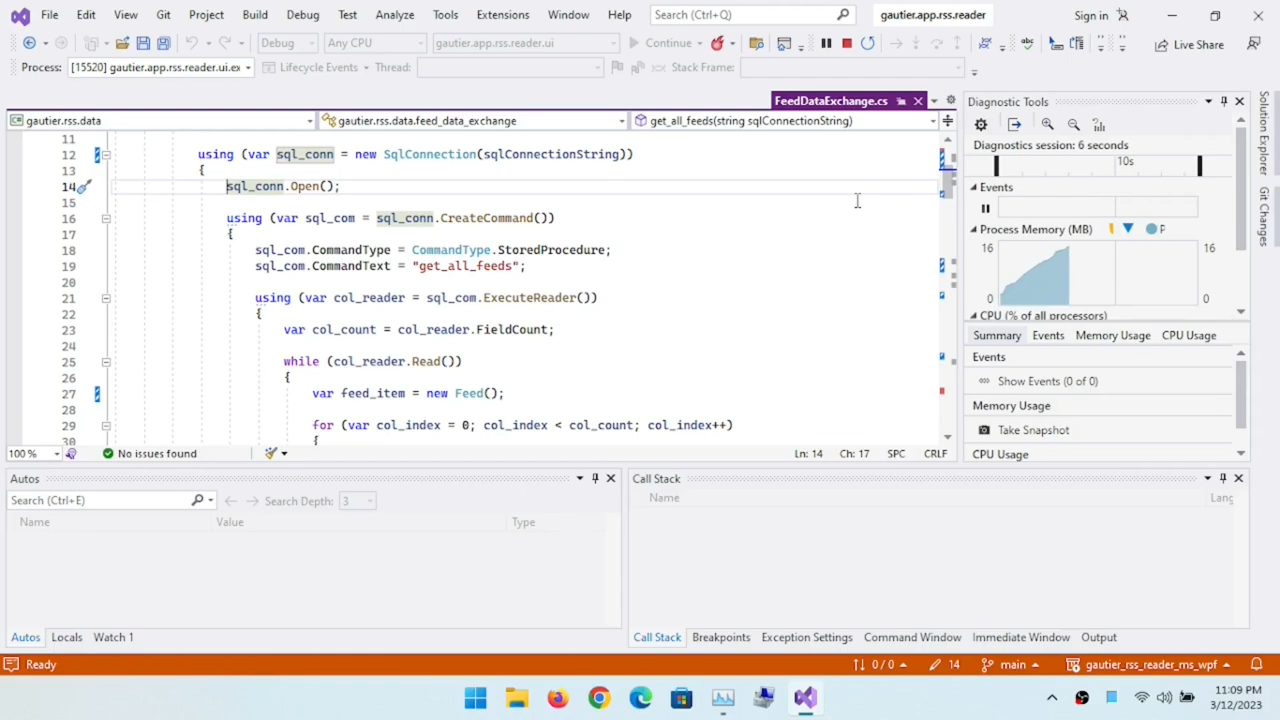 File Edit View Git Project Build Debug Test Analyze Tools Extensions Window Help Search (Ctrl+Q) gautier.app.rss.reader Sign in
Debug Any CPU gautier.app.rss.reader.ui Continue Live Share
Process: [15520] gautier.app.rss.reader.ui.ex Lifecycle Events Thread: Stack Frame:
FeedDataExchange.cs
gautier.rss.data gautier.rss.data.feed_data_exchange get_all_feeds(string sqlConnectionString)
11
12 using (var sql_conn = new SqlConnection(sqlConnectionString))
13 {
14 sql_conn.Open();
15
16 using (var sql_com = sql_conn.CreateCommand())
17 {
18 sql_com.CommandType = CommandType.StoredProcedure;
19 sql_com.CommandText = "get_all_feeds";
20
21 using (var col_reader = sql_com.ExecuteReader())
22 {
23 var col_count = col_reader.FieldCount;
24
25 while (col_reader.Read())
26 {
27 var feed_item = new Feed();
28
29 for (var col_index = 0; col_index < col_count; col_index++)
30 {
100 % No issues found Ln: 14 Ch: 17 SPC CRLF
Diagnostic Tools
Diagnostics session: 6 seconds
10s
Events
Process Memory (MB) P
16 16
0 0
CPU (% of all processors)
Summary Events Memory Usage CPU Usage
Events
Show Events (0 of 0)
Memory Usage
Take Snapshot
CPU Usage
Solution Explorer
Git Changes
Autos
Search (Ctrl+E) Search Depth: 3
Name Value Type
Autos Locals Watch 1
Call Stack
Name Lang
Call Stack Breakpoints Exception Settings Command Window Immediate Window Output
Ready 0 / 0 14 main gautier_rss_reader_ms_wpf
11:09 PM
3/12/2023